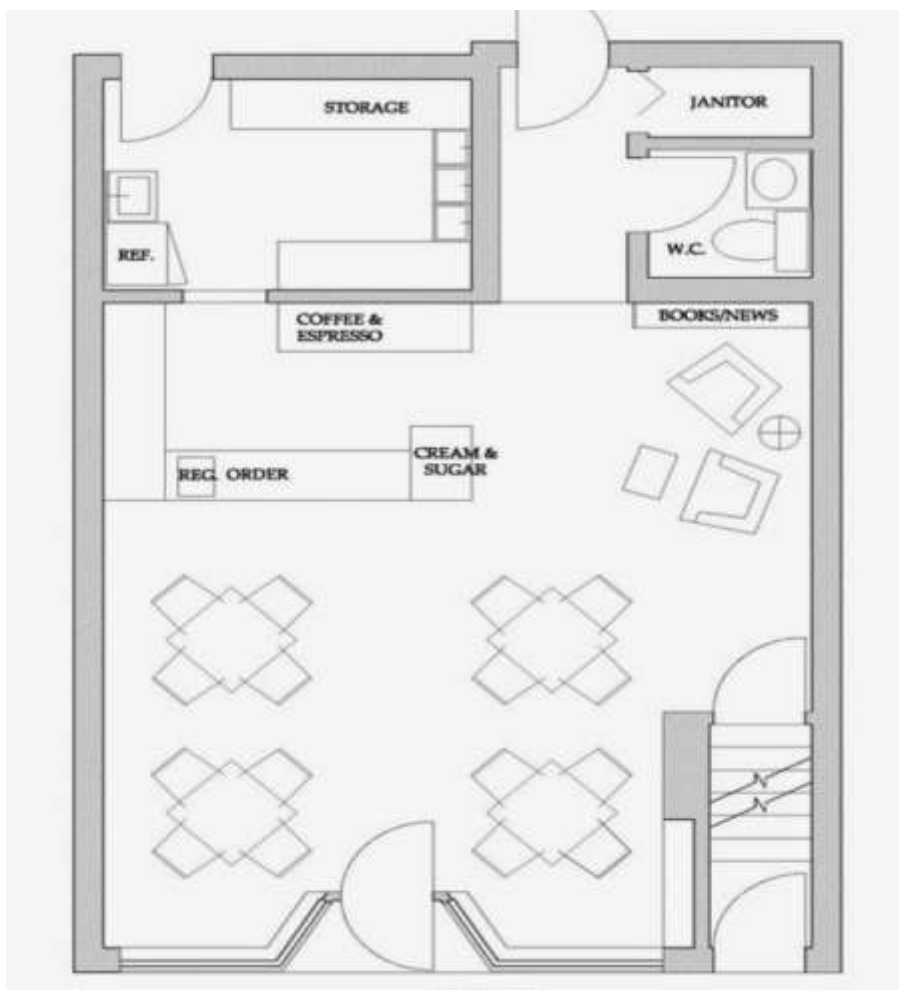 STORAGE
JANITOR
REF.
W.C.
COFFEE &
ESPRESSO
BOOKS/NEWS
CREAM &
SUGAR
REG. ORDER